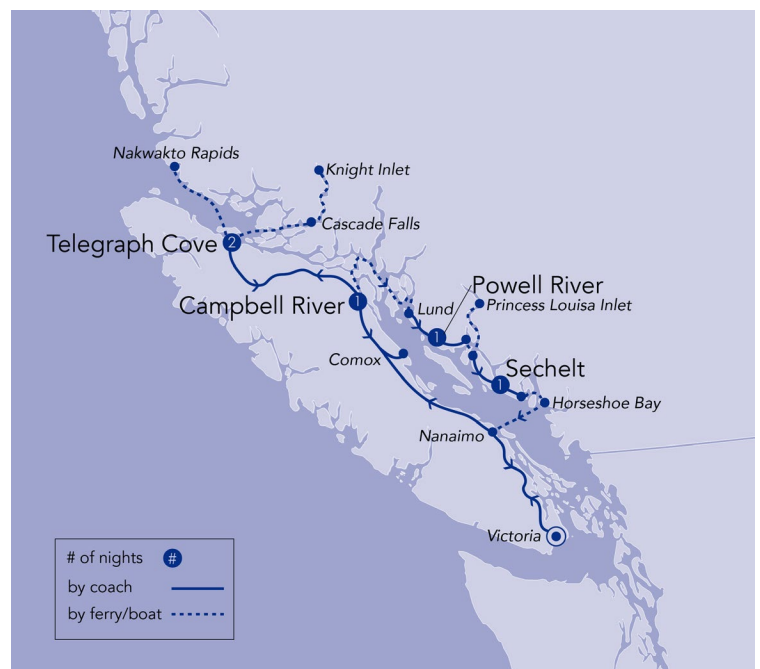 Nakwakto Rapids
Knight Inlet
Cascade Falls
Telegraph Cove
2
Powell River
Campbell River
1
Lund
Princess Louisa Inlet
1
Comox
Sechelt
1
Horseshoe Bay
Nanaimo
Victoria
# of nights #
by coach
by ferry/boat